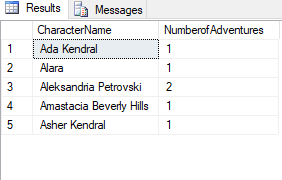 Results Messages
CharacterName NumberofAdventures
1 Ada Kendral 1
2 Alara 1
3 Aleksandria Petrovski 2
4 Amastacia Beverly Hills 1
5 Asher Kendral 1